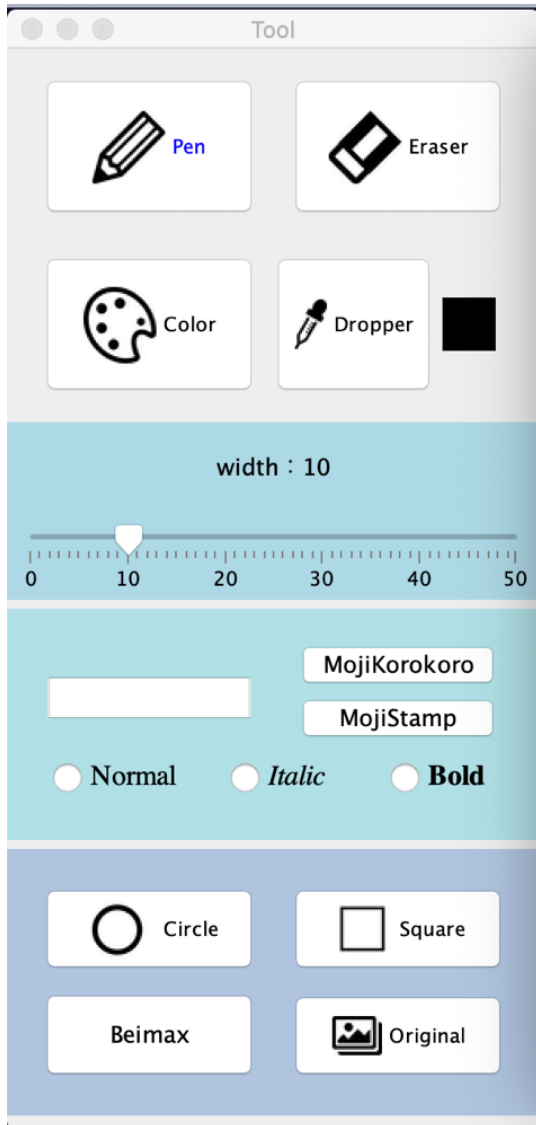 Tool
Pen
Eraser
Color
Dropper
width : 10
0 10 20 30 40 50
MojiKorokoro
MojiStamp
Normal Italic Bold
Circle
Square
Beimax
Original